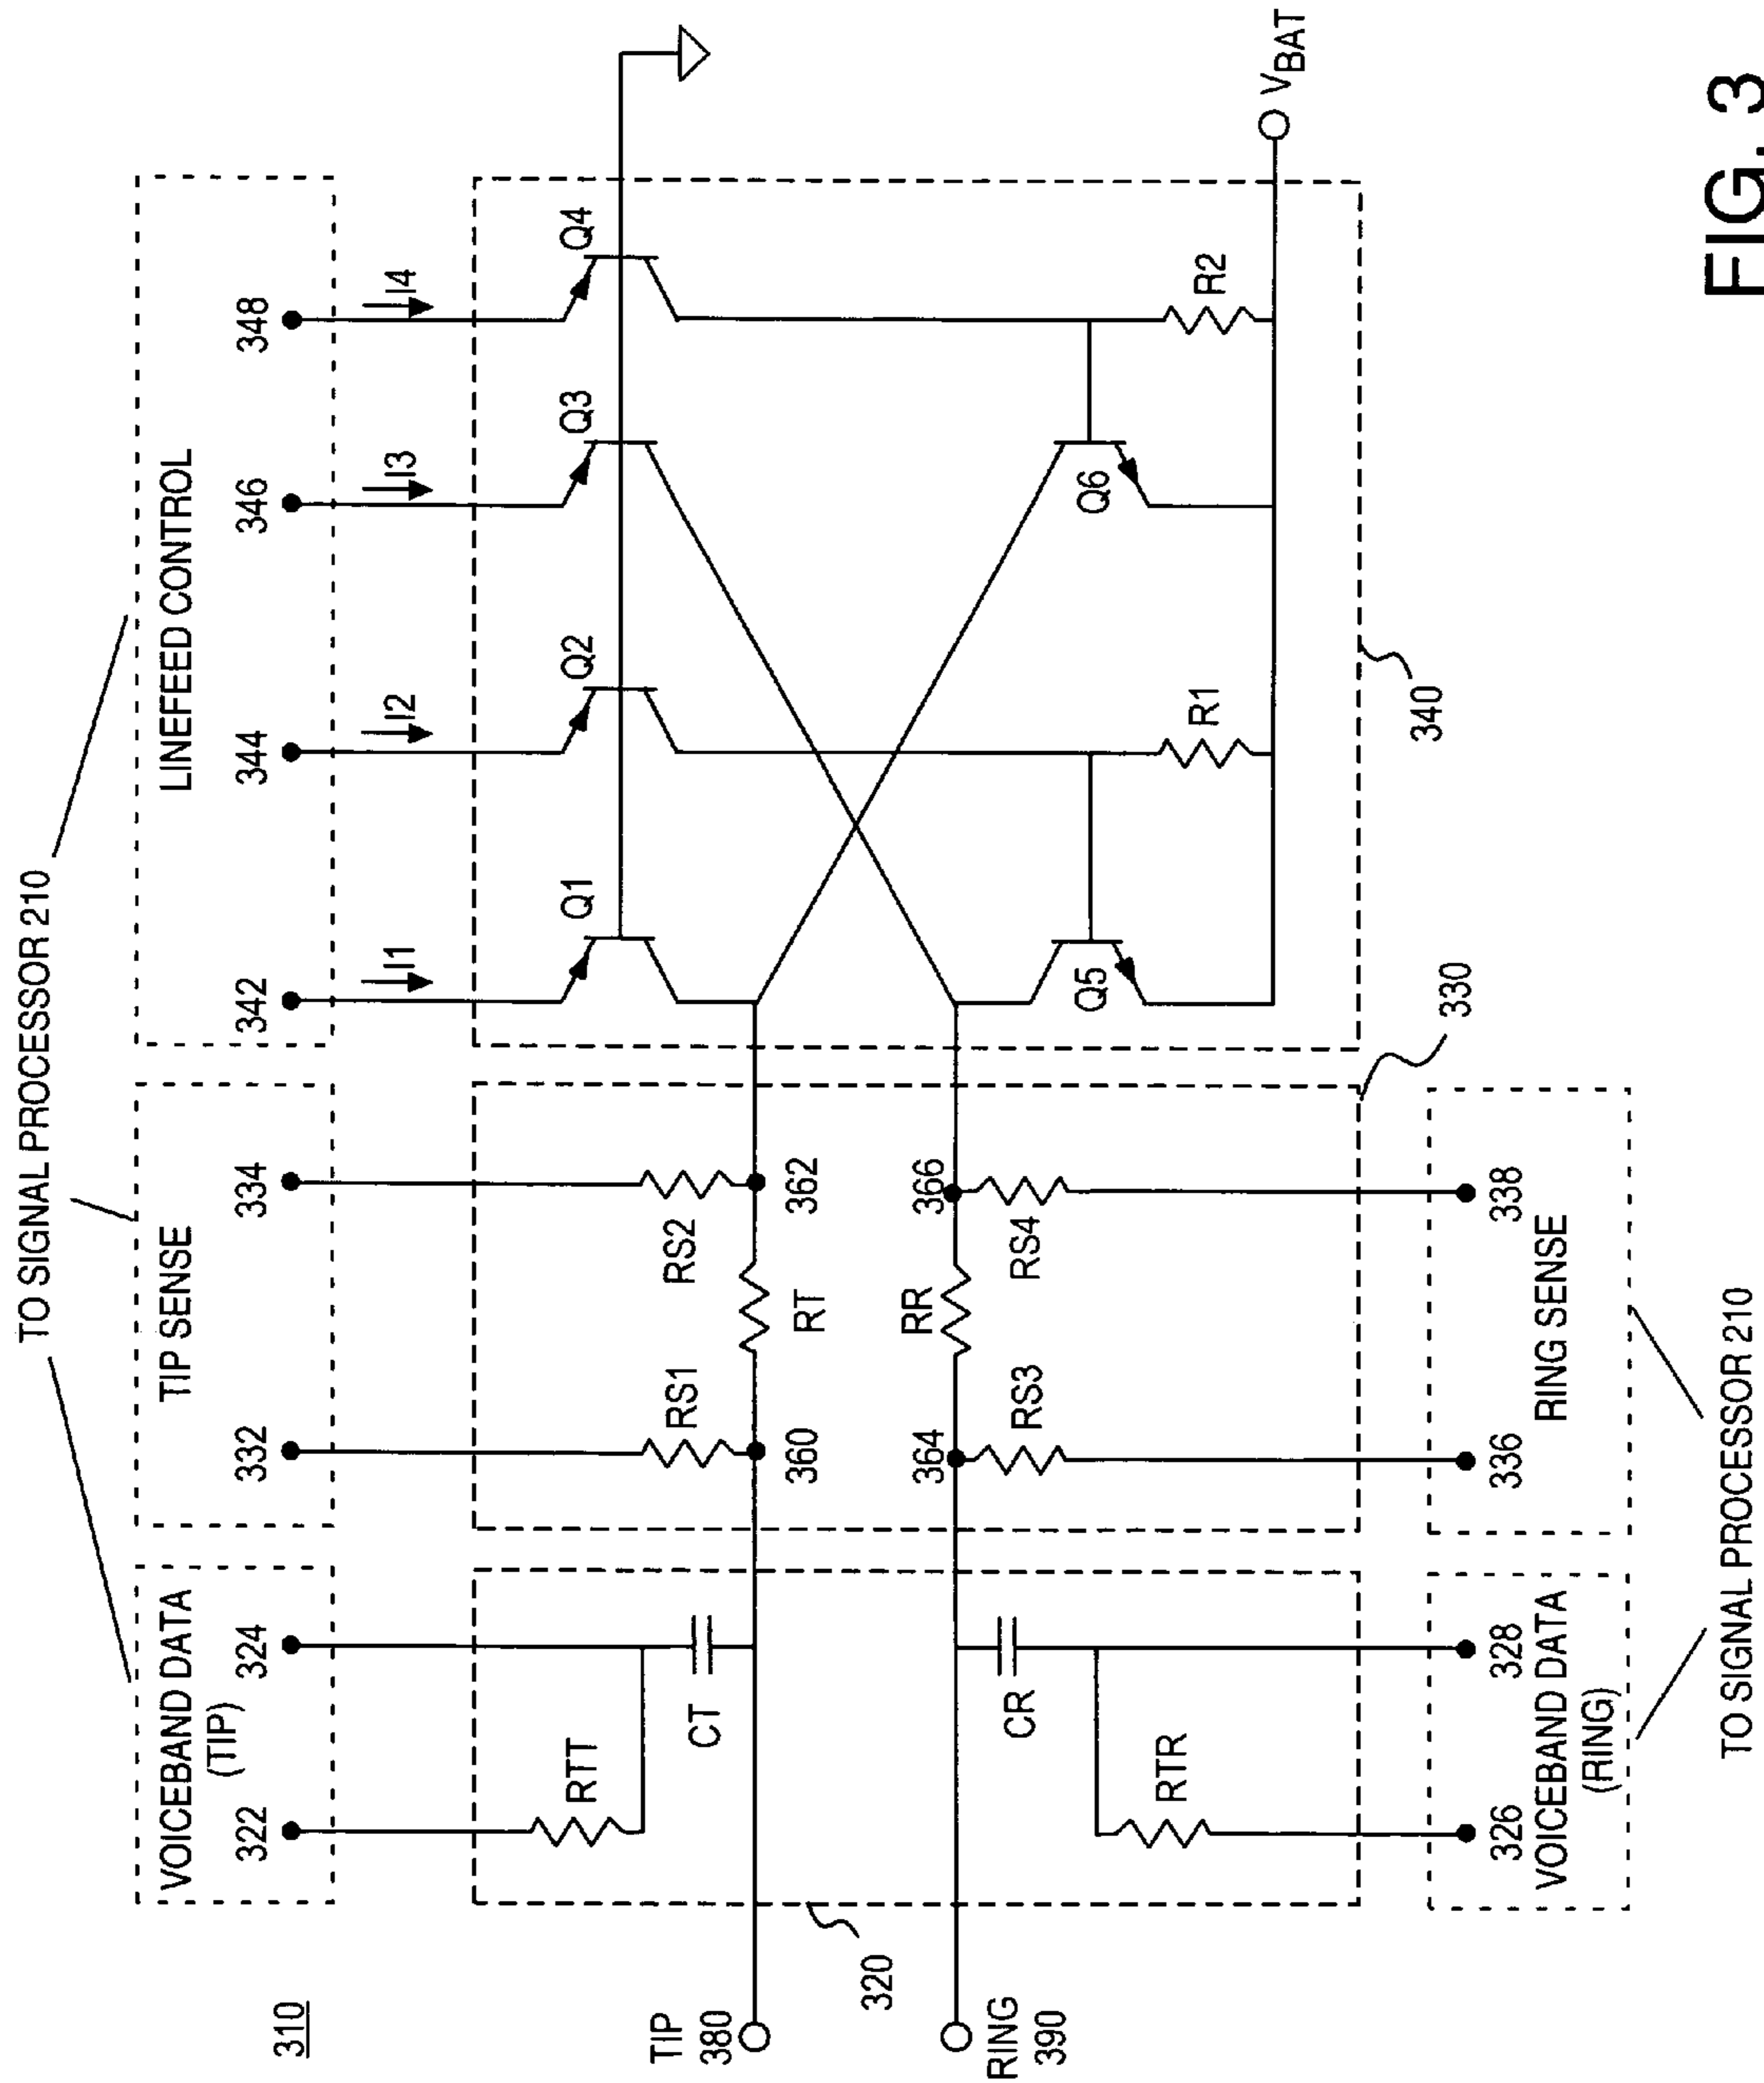 310
TO SIGNAL PROCESSOR 210
VOICEBAND DATA
(TIP)
322
324
TIP SENSE
332
334
LINEFEED CONTROL
342
344
346
348
I1
I2
I3
I4
Q1
Q2
Q3
Q4
RTT
CT
RS1
RS2
TIP
380
360
RT
362
364
RR
366
RING
390
320
CR
RTR
RS3
RS4
Q5
Q6
R1
R2
VBAT
330
340
326
328
VOICEBAND DATA
(RING)
336
338
RING SENSE
TO SIGNAL PROCESSOR 210
FIG. 3